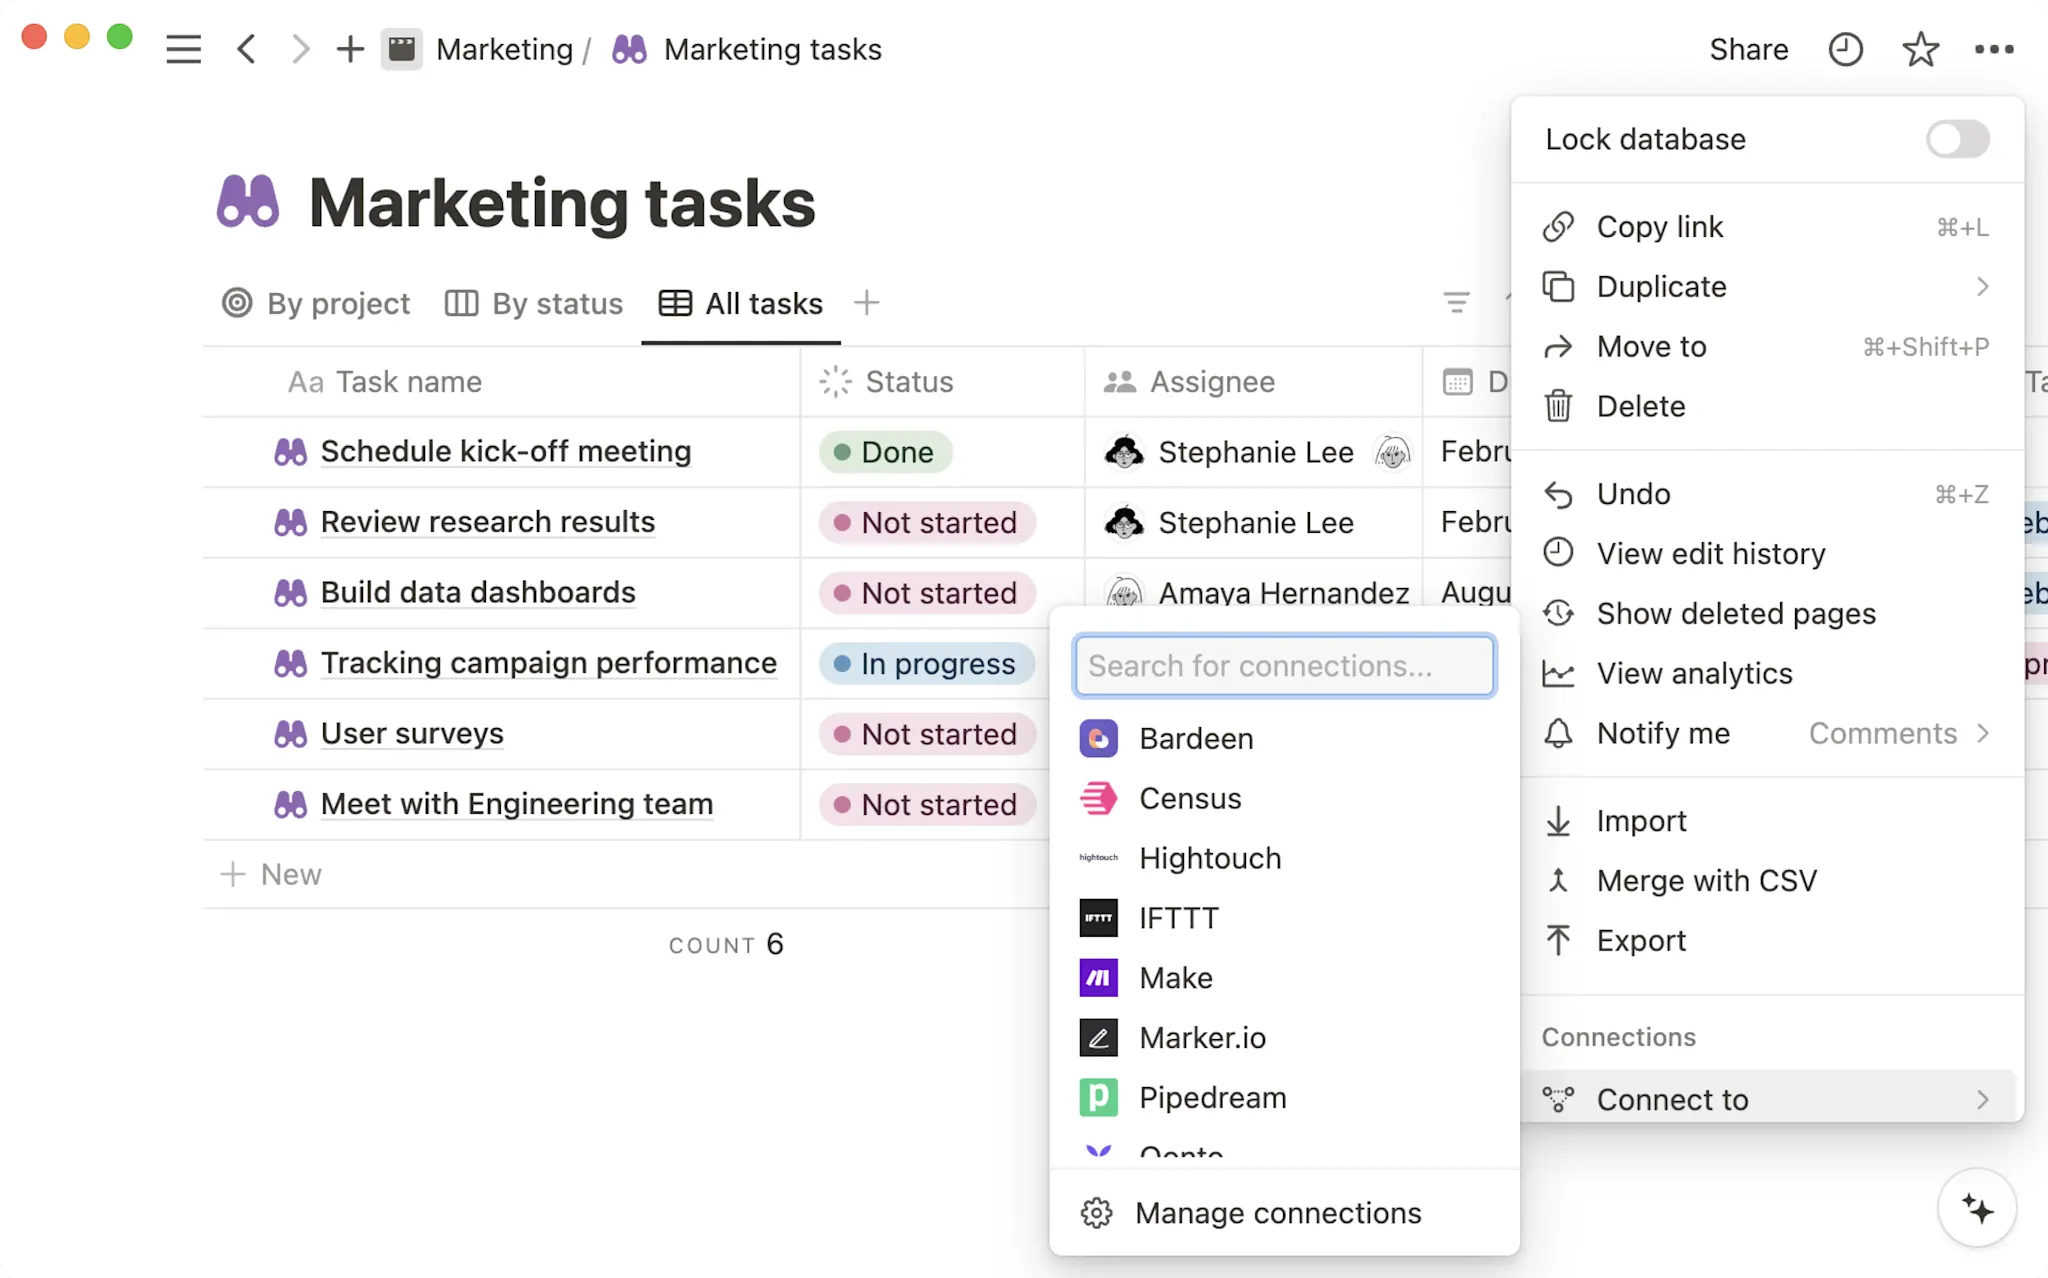 Marketing / Marketing tasks
Share
Marketing tasks
By project By status All tasks
Aa Task name Status Assignee D
Schedule kick-off meeting Done Stephanie Lee Febru
Review research results Not started Stephanie Lee Febru
Build data dashboards Not started Amaya Hernandez Augu
Tracking campaign performance In progress
User surveys Not started
Meet with Engineering team Not started
New
COUNT 6
Search for connections...
Bardeen
Census
hightouch Hightouch
IFTTT IFTTT
Make
Marker.io
Pipedream
Manage connections
Lock database
Copy link ⌘+L
Duplicate
Move to ⌘+Shift+P
Delete
Undo ⌘+Z
View edit history
Show deleted pages
View analytics
Notify me Comments
Import
Merge with CSV
Export
Connections
Connect to